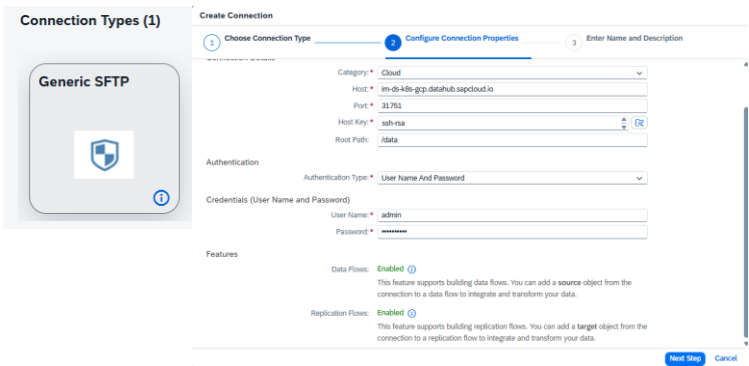 Connection Types (1)
Generic SFTP
Create Connection
1 Choose Connection Type
2 Configure Connection Properties
3 Enter Name and Description
Category:* Cloud
Host:* im-ds-k8s-gcp.datahub.sapcloud.io
Port:* 31751
Host Key:* ssh-rsa
Root Path: /data
Authentication
Authentication Type:* User Name And Password
Credentials (User Name and Password)
User Name:* admin
Password:* ••••••••••
Features
Data Flows: Enabled
This feature supports building data flows. You can add a source object from the
connection to a data flow to integrate and transform your data.
Replication Flows: Enabled
This feature supports building replication flows. You can add a target object from the
connection to a replication flow to integrate and transform your data.
Next Step Cancel